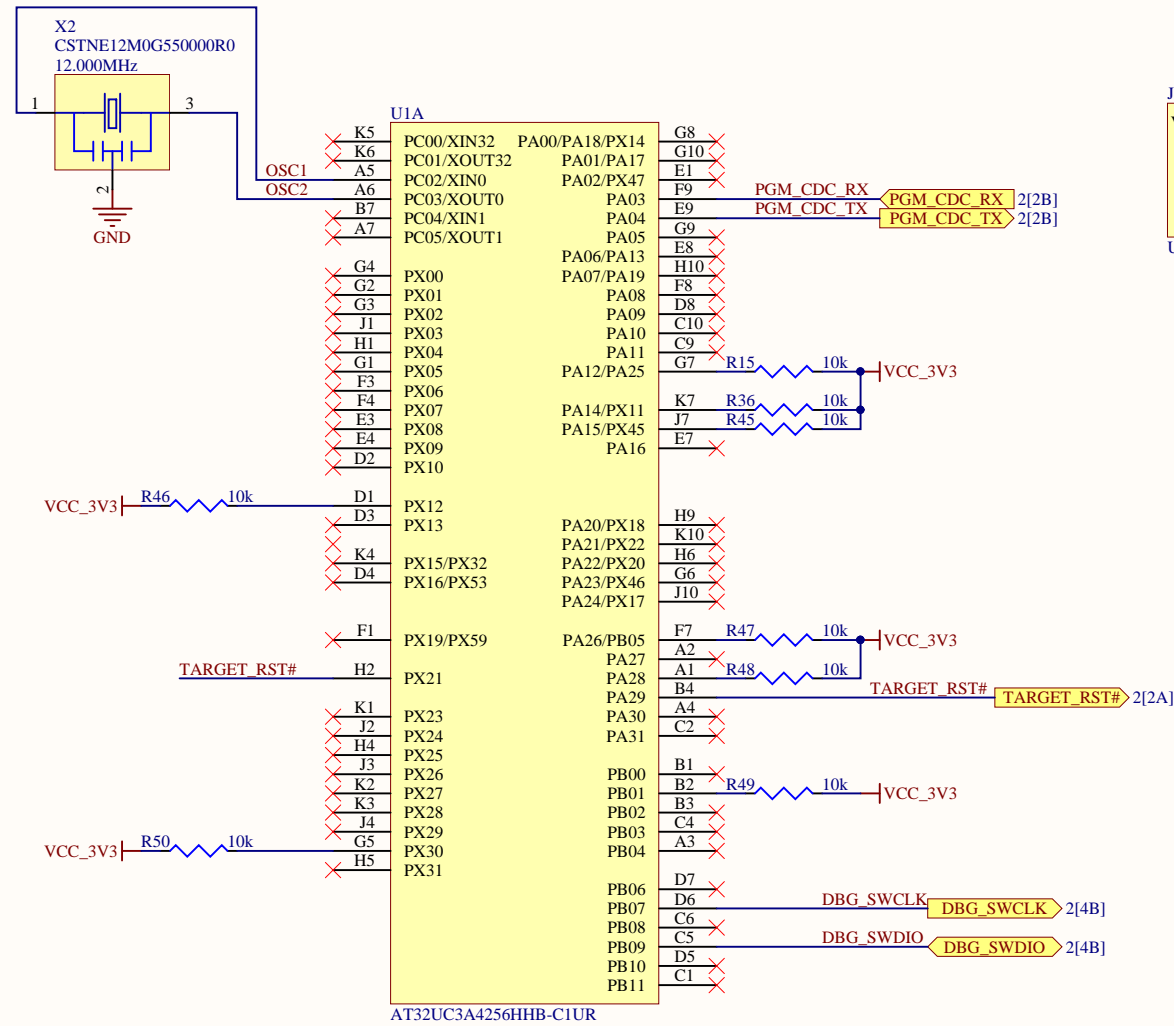 X2
CSTNE12M0G550000R0
12.000MHz
1
3
2
GND
OSC1
OSC2
U1A
K5 PC00/XIN32
K6 PC01/XOUT32
A5 PC02/XIN0
A6 PC03/XOUT0
B7 PC04/XIN1
A7 PC05/XOUT1
G4 PX00
G2 PX01
G3 PX02
J1 PX03
H1 PX04
G1 PX05
F3 PX06
F4 PX07
E3 PX08
E4 PX09
D2 PX10
VCC_3V3 R46 10k D1 PX12
D3 PX13
K4 PX15/PX32
D4 PX16/PX53
F1 PX19/PX59
TARGET_RST# H2 PX21
K1 PX23
J2 PX24
H4 PX25
J3 PX26
K2 PX27
K3 PX28
J4 PX29
VCC_3V3 R50 10k G5 PX30
H5 PX31
PA00/PA18/PX14 G8
PA01/PA17 G10
PA02/PX47 E1
PA03 F9 PGM_CDC_RX PGM_CDC_RX 2[2B]
PA04 E9 PGM_CDC_TX PGM_CDC_TX 2[2B]
PA05 G9
PA06/PA13 E8
PA07/PA19 H10
PA08 F8
PA09 D8
PA10 C10
PA11 C9
PA12/PA25 G7 R15 10k VCC_3V3
PA14/PX11 K7 R36 10k
PA15/PX45 J7 R45 10k
PA16 E7
PA20/PX18 H9
PA21/PX22 K10
PA22/PX20 H6
PA23/PX46 G6
PA24/PX17 J10
PA26/PB05 F7 R47 10k VCC_3V3
PA27 A2
PA28 A1 R48 10k
PA29 B4 TARGET_RST# TARGET_RST# 2[2A]
PA30 A4
PA31 C2
PB00 B1
PB01 B2 R49 10k VCC_3V3
PB02 B3
PB03 C4
PB04 A3
PB06 D7
PB07 D6 DBG_SWCLK DBG_SWCLK 2[4B]
PB08 C6
PB09 C5 DBG_SWDIO DBG_SWDIO 2[4B]
PB10 D5
PB11 C1
AT32UC3A4256HHB-C1UR